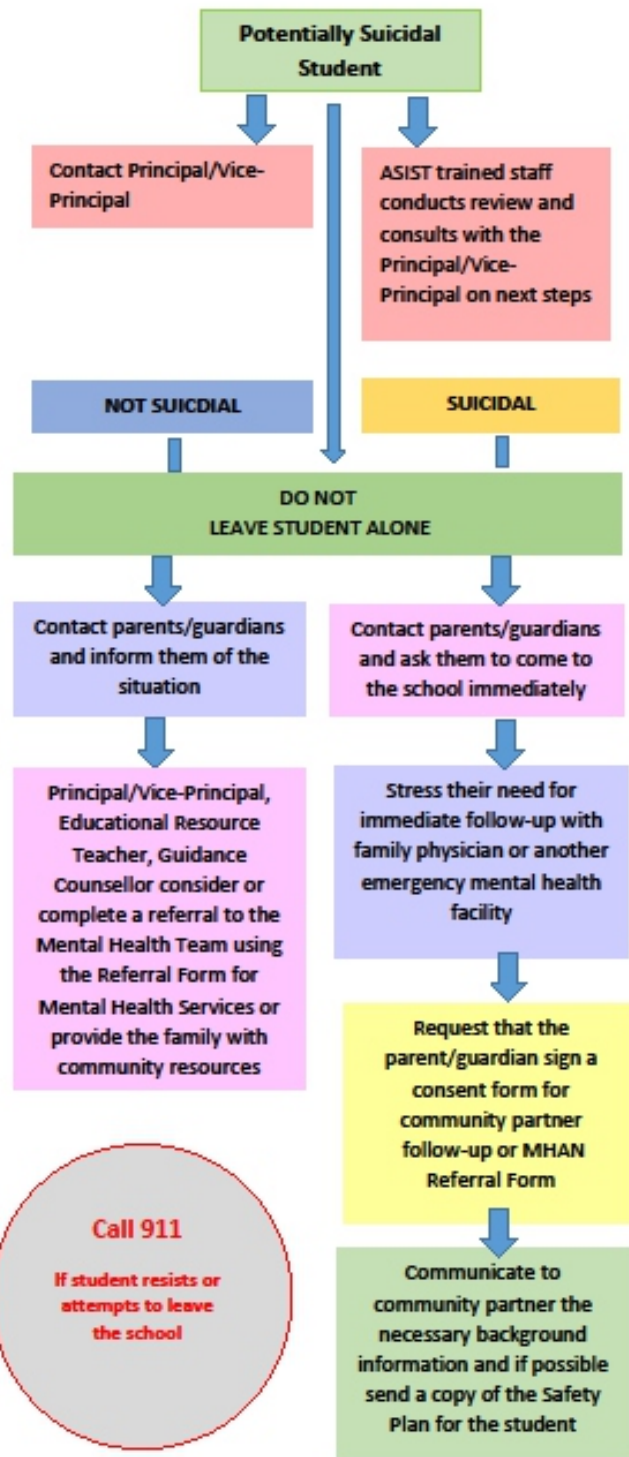 Potentially Suicidal
Student
Contact Principal/Vice-
Principal
ASIST trained staff
conducts review and
consults with the
Principal/Vice-
Principal on next steps
NOT SUICDIAL
SUICIDAL
DO NOT
LEAVE STUDENT ALONE
Contact parents/guardians
and inform them of the
situation
Contact parents/guardians
and ask them to come to
the school immediately
Principal/Vice-Principal,
Educational Resource
Teacher, Guidance
Counsellor consider or
complete a referral to the
Mental Health Team using
the Referral Form for
Mental Health Services or
provide the family with
community resources
Stress their need for
immediate follow-up with
family physician or another
emergency mental health
facility
Request that the
parent/guardian sign a
consent form for
community partner
follow-up or MHAN
Referral Form
Call 911
If student resists or
attempts to leave
the school
Communicate to
community partner the
necessary background
information and if possible
send a copy of the Safety
Plan for the student